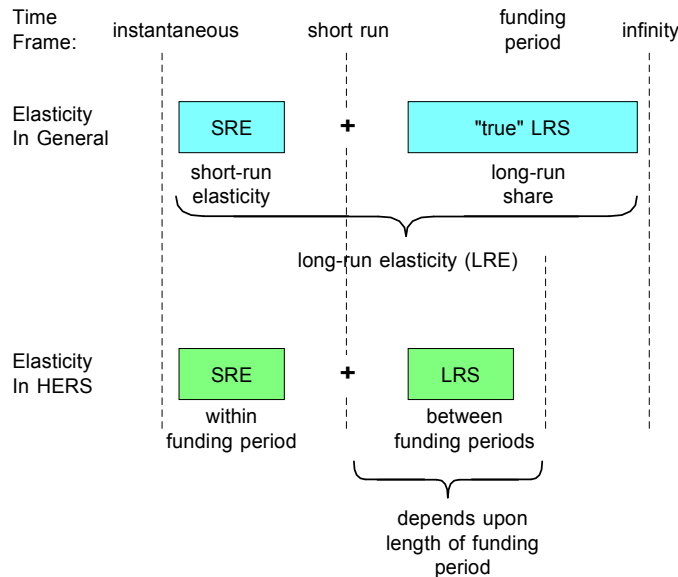 Time
Frame:
instantaneous
short run
funding
period
infinity
Elasticity
In General
SRE
+
"true" LRS
short-run
elasticity
long-run
share
long-run elasticity (LRE)
Elasticity
In HERS
SRE
+
LRS
within
funding period
between
funding periods
depends upon
length of funding
period